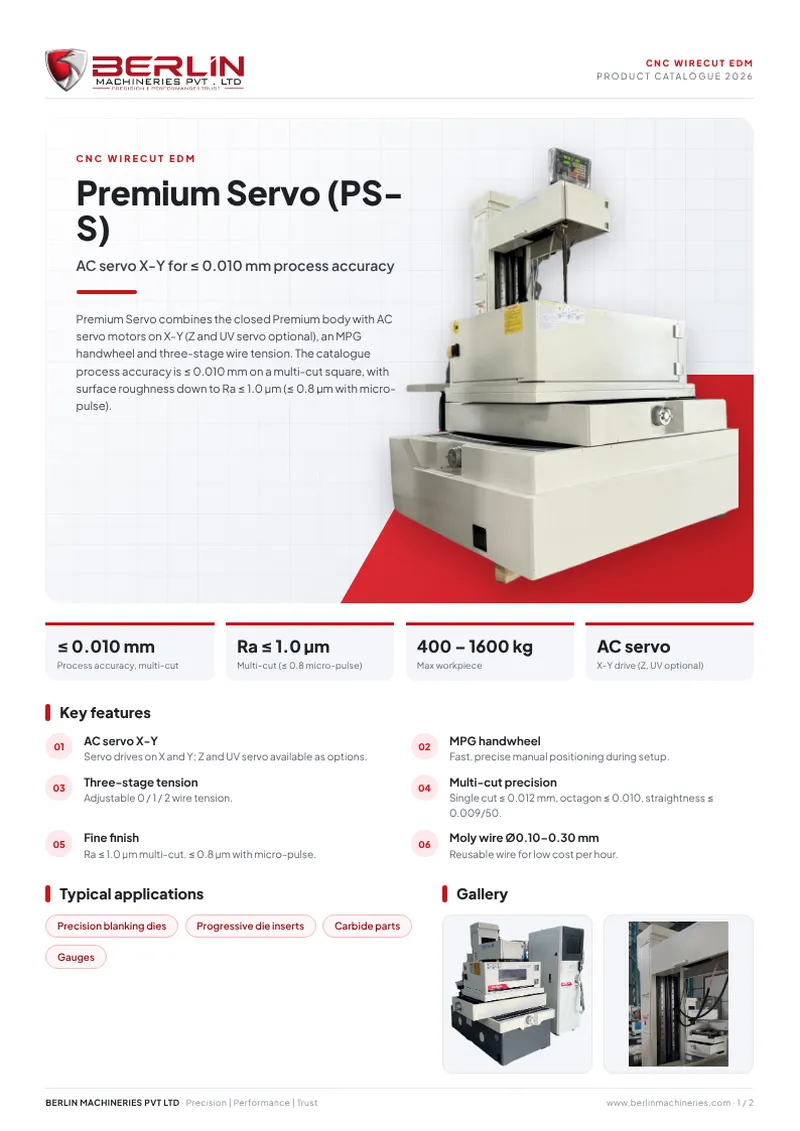 BERLIN
MACHINERIES PVT . LTD
CNC WIRECUT EDM
PRODUCT CATALOGUE 2026
CNC WIRECUT EDM
Premium Servo (PS-
S)
AC servo X-Y for ≤ 0.010 mm process accuracy
Premium Servo combines the closed Premium body with AC
servo motors on X-Y (Z and UV servo optional), an MPG
handwheel and three-stage wire tension. The catalogue
process accuracy is ≤ 0.010 mm on a multi-cut square, with
surface roughness down to Ra ≤ 1.0 µm (≤ 0.8 µm with micro-
pulse).
≤ 0.010 mm
Process accuracy, multi-cut
Ra ≤ 1.0 µm
Multi-cut (≤ 0.8 micro-pulse)
400 – 1600 kg
Max workpiece
AC servo
X-Y drive (Z, UV optional)
Key features
01
AC servo X-Y
Servo drives on X and Y; Z and UV servo available as options.
02
MPG handwheel
Fast, precise manual positioning during setup.
03
Three-stage tension
Adjustable 0 / 1 / 2 wire tension.
04
Multi-cut precision
Single cut ≤ 0.012 mm, octagon ≤ 0.010, straightness ≤
0.009/50.
05
Fine finish
Ra ≤ 1.0 µm multi-cut, ≤ 0.8 µm with micro-pulse.
06
Moly wire Ø0.10–0.30 mm
Reusable wire for low cost per hour.
Typical applications
Precision blanking dies
Progressive die inserts
Carbide parts
Gauges
Gallery
BERLIN MACHINERIES PVT LTD · Precision | Performance | Trust
www.berlinmachineries.com · 1 / 2